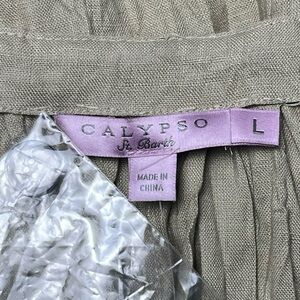 CALYPSO
St. Barth
L
MADE IN
CHINA